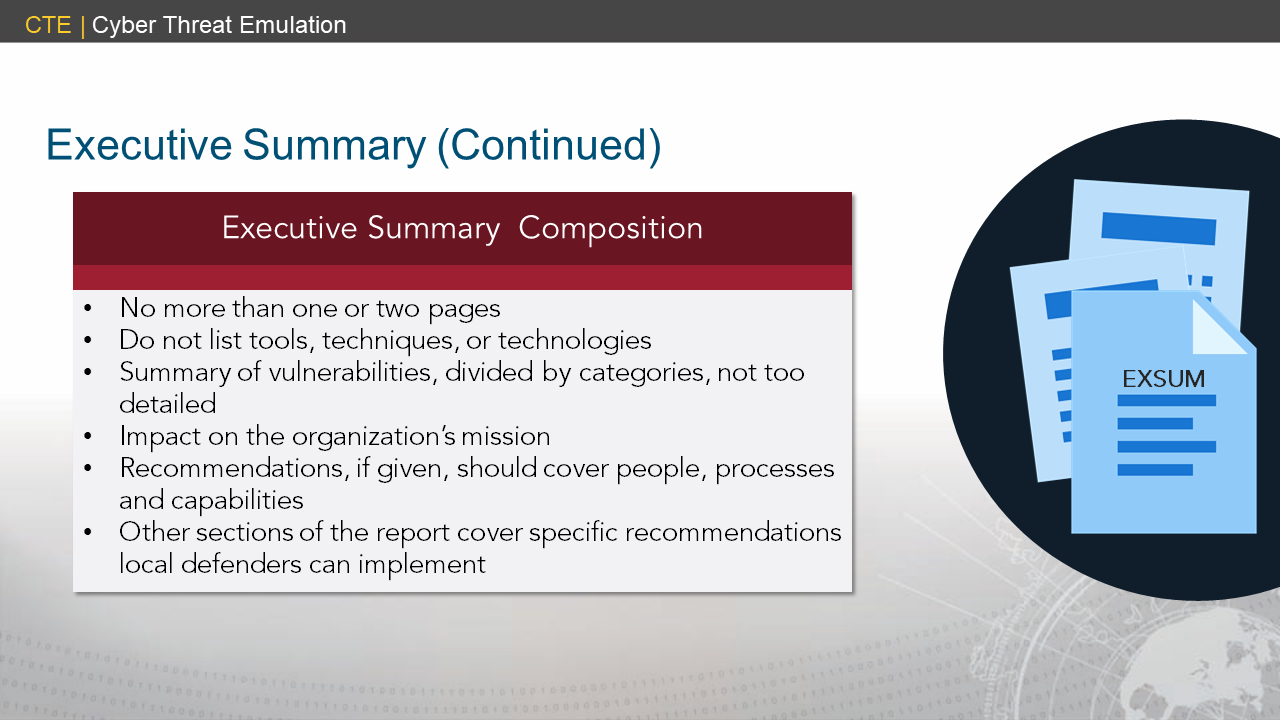 CTE | Cyber Threat Emulation
Executive Summary (Continued)
Executive Summary  Composition
• No more than one or two pages
• Do not list tools, techniques, or technologies
• Summary of vulnerabilities, divided by categories, not too
detailed
• Impact on the organization’s mission
• Recommendations, if given, should cover people, processes
and capabilities
• Other sections of the report cover specific recommendations
local defenders can implement
EXSUM